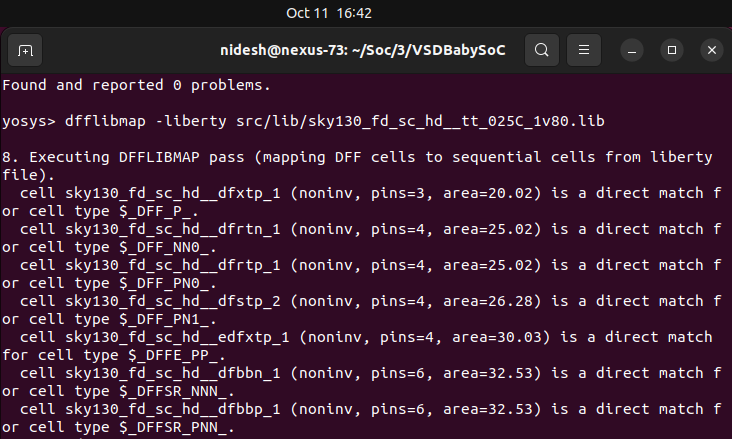 Oct 11 16:42
nidesh@nexus-73: ~/Soc/3/VSDBabySoC
Found and reported 0 problems.
yosys> dfflibmap -liberty src/lib/sky130_fd_sc_hd__tt_025C_1v80.lib
8. Executing DFFLIBMAP pass (mapping DFF cells to sequential cells from liberty
file).
cell sky130_fd_sc_hd__dfxtp_1 (noninv, pins=3, area=20.02) is a direct match f
or cell type $_DFF_P_.
cell sky130_fd_sc_hd__dfrtn_1 (noninv, pins=4, area=25.02) is a direct match f
or cell type $_DFF_NN0_.
cell sky130_fd_sc_hd__dfrtp_1 (noninv, pins=4, area=25.02) is a direct match f
or cell type $_DFF_PN0_.
cell sky130_fd_sc_hd__dfstp_2 (noninv, pins=4, area=26.28) is a direct match f
or cell type $_DFF_PN1_.
cell sky130_fd_sc_hd__edfxtp_1 (noninv, pins=4, area=30.03) is a direct match
for cell type $_DFFE_PP_.
cell sky130_fd_sc_hd__dfbbn_1 (noninv, pins=6, area=32.53) is a direct match f
or cell type $_DFFSR_NNN_.
cell sky130_fd_sc_hd__dfbbp_1 (noninv, pins=6, area=32.53) is a direct match f
or cell type $_DFFSR_PNN_.